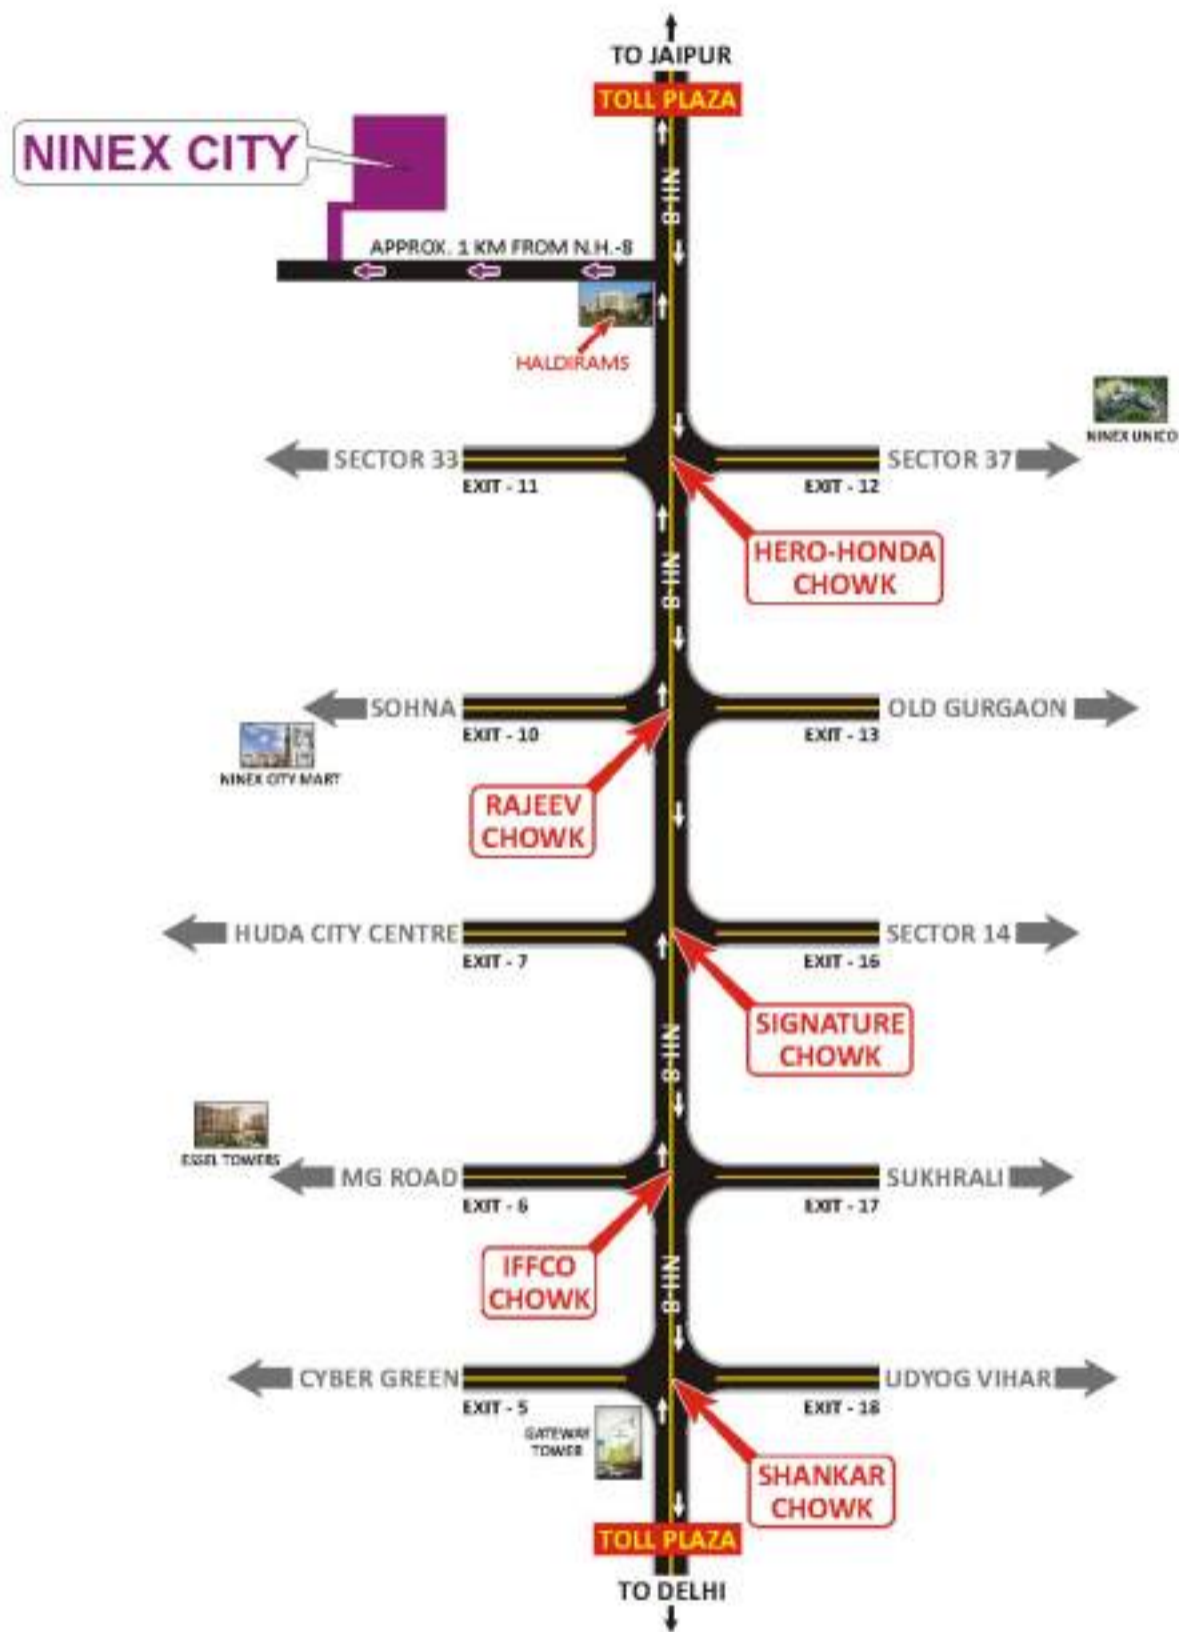 TO JAIPUR
TOLL PLAZA
NINEX CITY
NH-8
APPROX. 1 KM FROM N.H.-8
HALDIRAMS
NINEX UNICO
SECTOR 33
SECTOR 37
EXIT - 11
EXIT - 12
HERO-HONDA
CHOWK
NH-8
SOHNA
OLD GURGAON
EXIT - 10
EXIT - 13
NINEX CITY MART
RAJEEV
CHOWK
HUDA CITY CENTRE
SECTOR 14
EXIT - 7
EXIT - 16
SIGNATURE
CHOWK
NH-8
ESSEL TOWERS
MG ROAD
SUKHRALI
EXIT - 6
EXIT - 17
IFFCO
CHOWK
NH-8
CYBER GREEN
UDYOG VIHAR
EXIT - 5
EXIT - 18
GATEWAY
TOWER
SHANKAR
CHOWK
TOLL PLAZA
TO DELHI